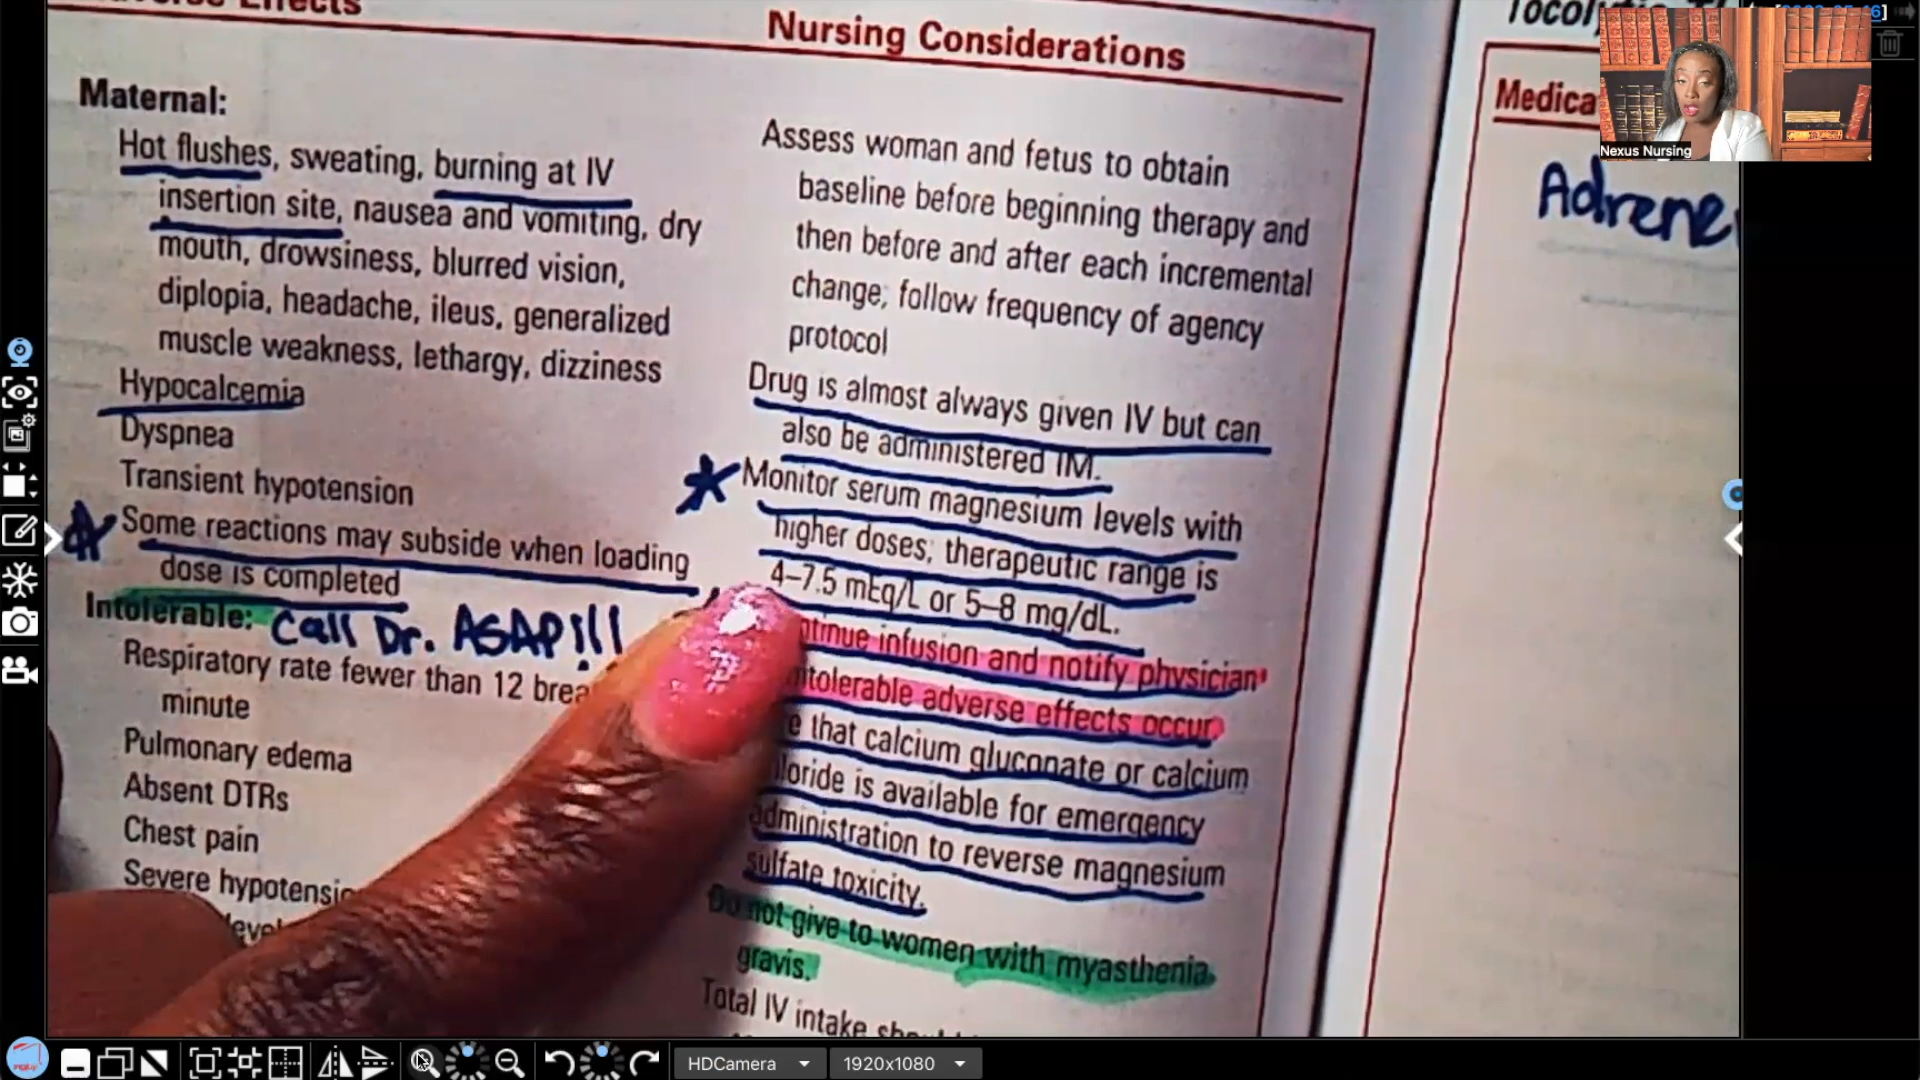 Adverse Effects
Maternal:
Hot flushes, sweating, burning at IV
insertion site, nausea and vomiting, dry
mouth, drowsiness, blurred vision,
diplopia, headache, ileus, generalized
muscle weakness, lethargy, dizziness
Hypocalcemia
Dyspnea
Transient hypotension
Some reactions may subside when loading
dose is completed
Intolerable: Call Dr. ASAP!!!
Respiratory rate fewer than 12
minute
Pulmonary edema
Absent DTRs
Chest pain
Severe
Nursing Considerations
Assess woman and fetus to obtain
baseline before beginning therapy and
then before and after each incremental
change; follow frequency of agency
protocol
Drug is almost always given IV but can
also be administered IM.
Monitor serum magnesium levels with
higher doses; therapeutic range is
4–7.5 mEq/L or 5–8 mg/dL.
infusion and notify physician
adverse effects occur.
that calcium gluconate or calcium
is available for emergency
administration to reverse magnesium
sulfate toxicity.
Do not give to women with myasthenia
gravis.
Total IV intake
Nexus Nursing
HDCamera
1920x1080